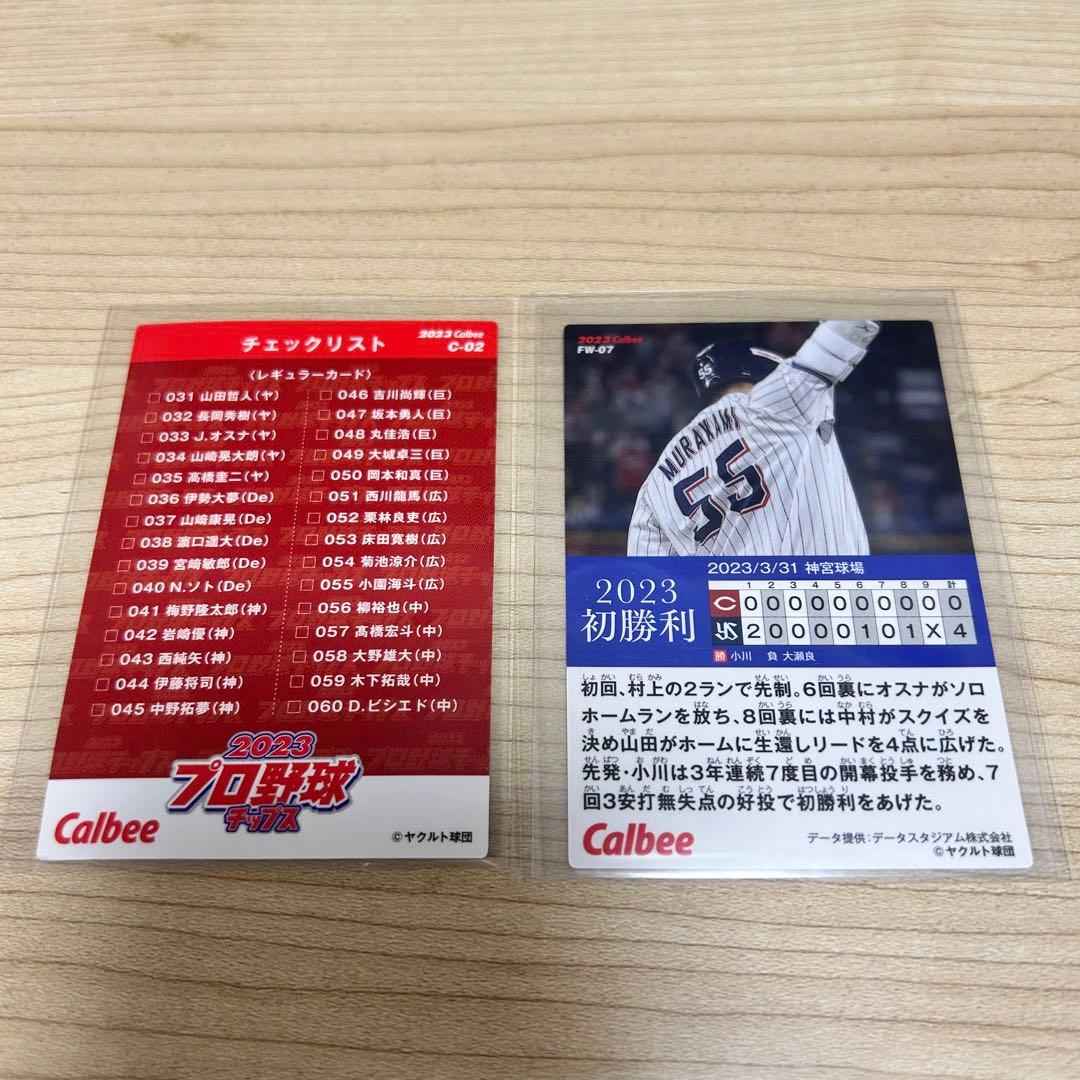 チェックリスト
2023 Calbee
C-02
〈レギュラーカード〉
□ 031 山田哲人(ヤ)
□ 032 長岡秀樹(ヤ)
□ 033 J.オスナ(ヤ)
□ 034 山崎晃大朗(ヤ)
□ 035 高橋奎二(ヤ)
□ 036 伊勢大夢(De)
□ 037 山﨑康晃(De)
□ 038 濵口遥大(De)
□ 039 宮﨑敏郎(De)
□ 040 N.ソト(De)
□ 041 梅野隆太郎(神)
□ 042 岩崎優(神)
□ 043 西純矢(神)
□ 044 伊藤将司(神)
□ 045 中野拓夢(神)
□ 046 吉川尚輝(巨)
□ 047 坂本勇人(巨)
□ 048 丸佳浩(巨)
□ 049 大城卓三(巨)
□ 050 岡本和真(巨)
□ 051 西川龍馬(広)
□ 052 栗林良吏(広)
□ 053 床田寛樹(広)
□ 054 菊池涼介(広)
□ 055 小園海斗(広)
□ 056 柳裕也(中)
□ 057 髙橋宏斗(中)
□ 058 大野雄大(中)
□ 059 木下拓哉(中)
□ 060 D.ビシエド(中)
2023
プロ野球
チップス
Calbee
©ヤクルト球団
2023 Calbee
FW-07
55
MURAKAMI
55
2023
初勝利
2023/3/31 神宮球場
1 2 3 4 5 6 7 8 9 計
C 0 0 0 0 0 0 0 0 0 0
YS 2 0 0 0 0 1 0 1 X 4
勝 小川 負 大瀬良
初回、村上の2ランで先制。6回裏にオスナがソロ
ホームランを放ち、8回裏には中村がスクイズを
決め山田がホームに生還しリードを4点に広げた。
先発・小川は3年連続7度目の開幕投手を務め、7
回3安打無失点の好投で初勝利をあげた。
Calbee
データ提供:データスタジアム株式会社
©ヤクルト球団